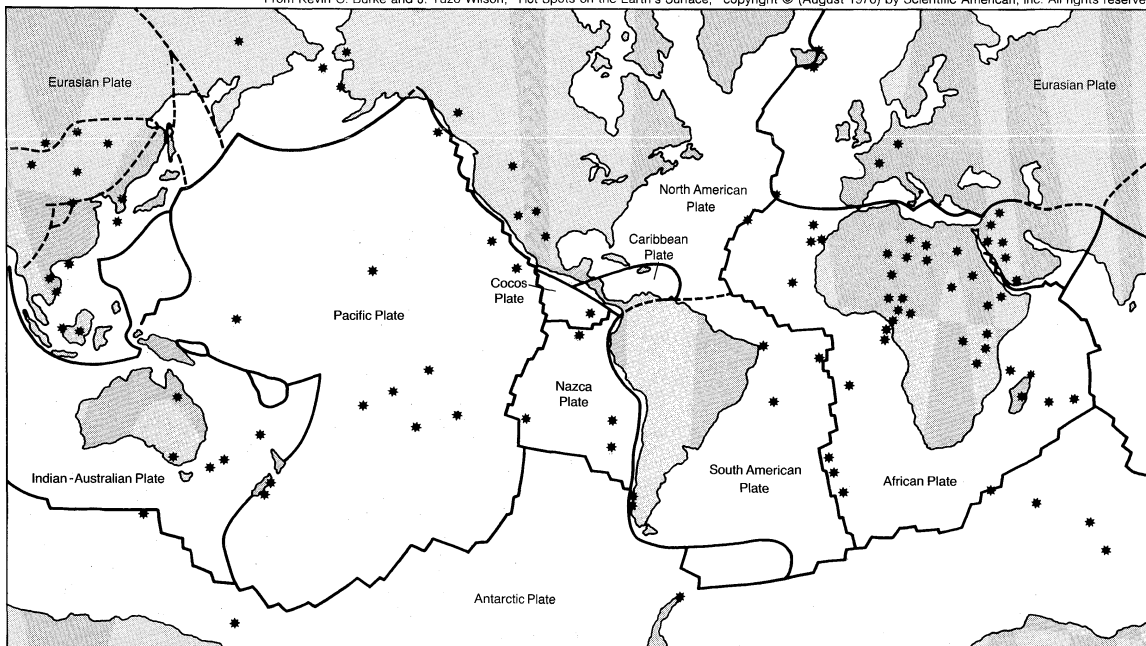 From Kevin C. Burke and J. Tuzo Wilson, "Hot Spots on the Earth's Surface," copyright © (August 1976) by Scientific American, Inc. All rights reserve
Eurasian Plate
Eurasian Plate
North American
Plate
Caribbean
Plate
Cocos
Plate
Pacific Plate
Nazca
Plate
Indian-Australian Plate
South American
Plate
African Plate
Antarctic Plate